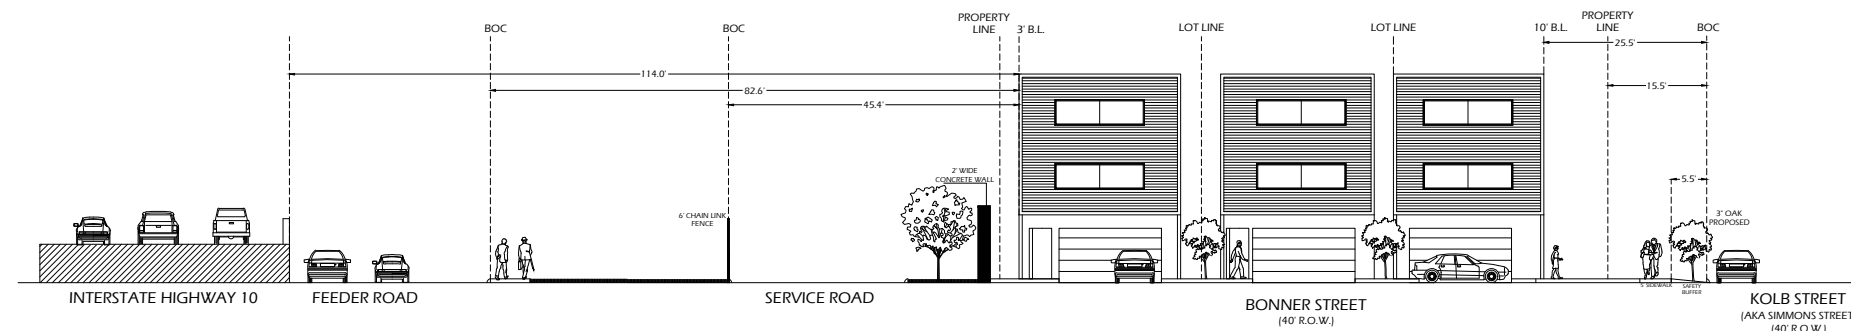 BOC
BOC
PROPERTY
LINE
3' B.L.
LOT LINE
LOT LINE
10' B.L.
PROPERTY
LINE
BOC
25.5'
114.0'
82.6'
45.4'
15.5'
2' WIDE
CONCRETE WALL
5.5'
6' CHAIN LINK
FENCE
3" OAK
PROPOSED
5' SIDEWALK
SAFETY
BUFFER
INTERSTATE HIGHWAY 10
FEEDER ROAD
SERVICE ROAD
BONNER STREET
(40' R.O.W.)
KOLB STREET
(AKA SIMMONS STREET
(40' R.O.W.)